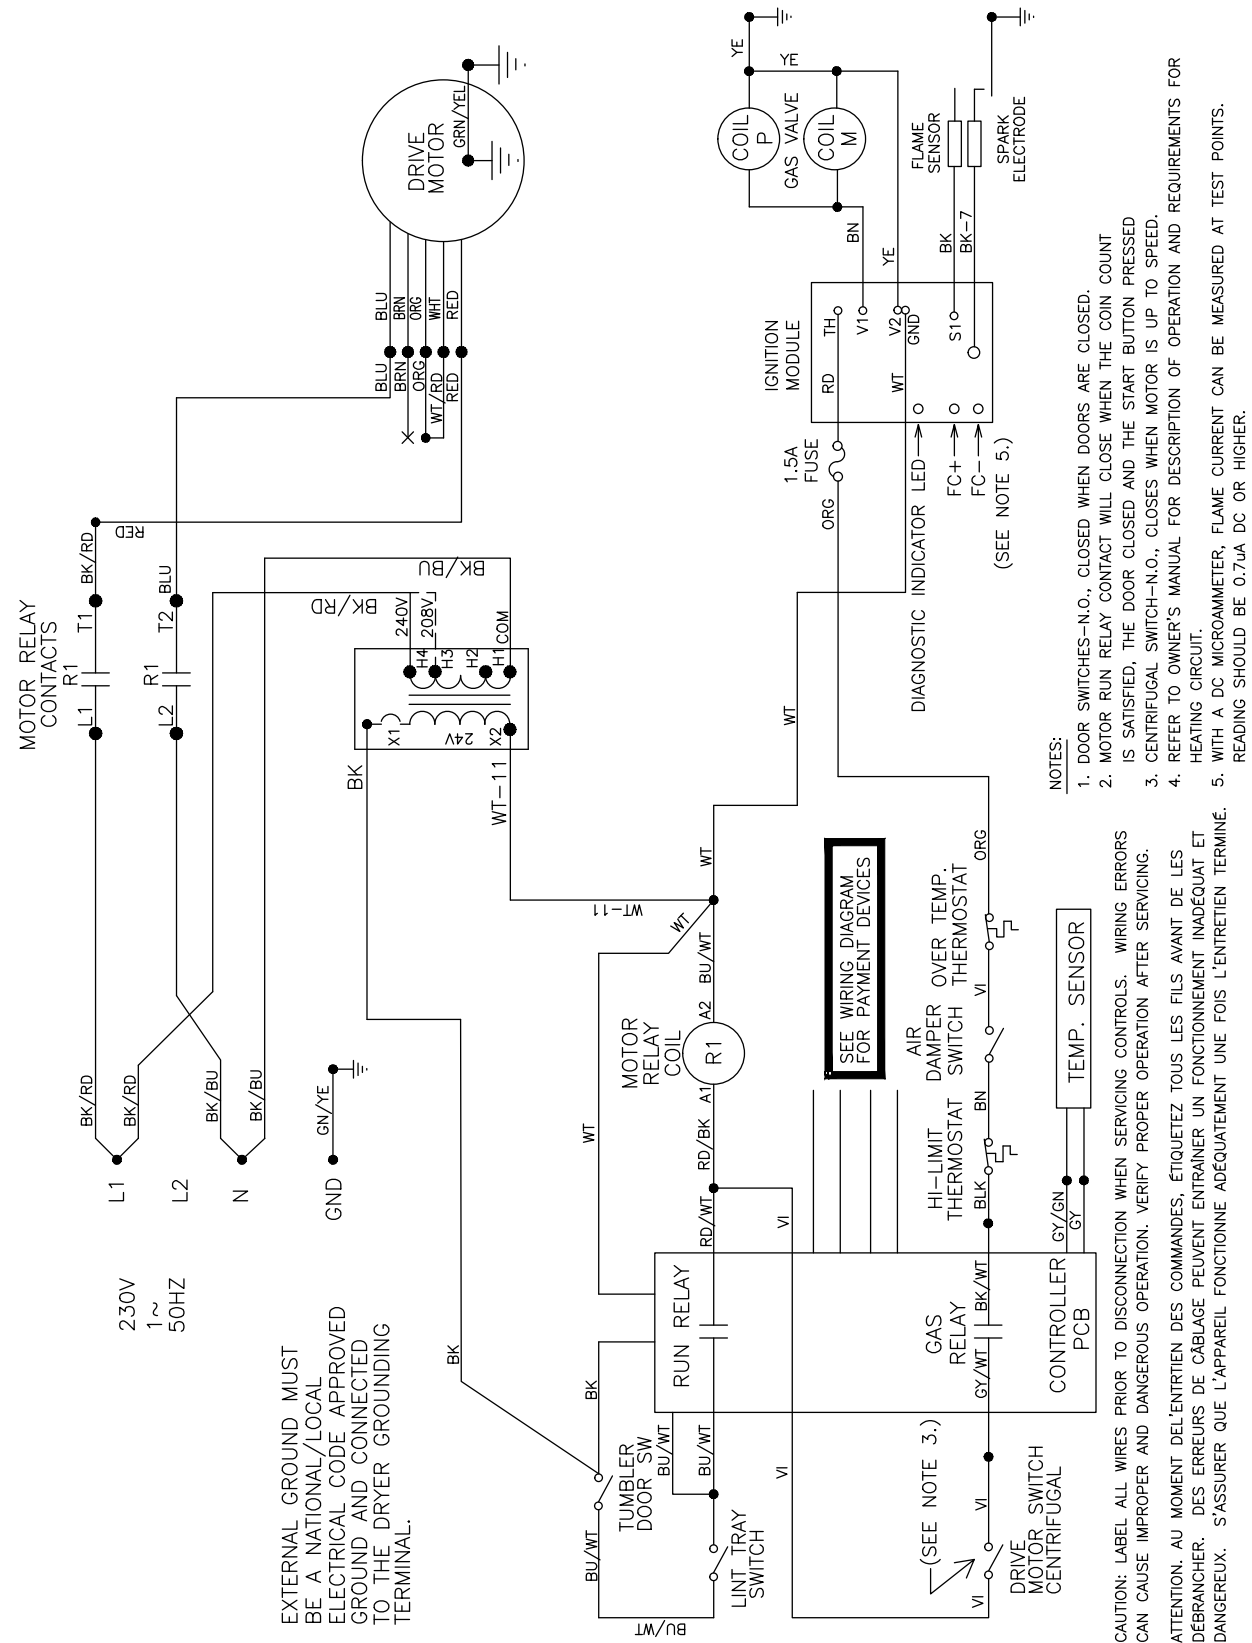 MOTOR RELAY
CONTACTS
R1
L1
T1
BK/RD
RED
R1
L2
T2
BLU
BLU
BLU
BRN
BRN
ORG
ORG
WT/RD
WHT
RED
RED
DRIVE
MOTOR
GRN/YEL
BK/RD
BK/BU
240V
208V
COM
H4
H3
H2
H1
X1
24V
X2
BK
WT-11
WT-11
230V
1~
50HZ
L1
L2
N
GND
BK/RD
BK/RD
BK/BU
BK/BU
GN/YE
EXTERNAL GROUND MUST
BE A NATIONAL/LOCAL
ELECTRICAL CODE APPROVED
GROUND AND CONNECTED
TO THE DRYER GROUNDING
TERMINAL.
BK
BK
TUMBLER
DOOR SW
BU/WT
BU/WT
BU/WT
BU/WT
LINT TRAY
SWITCH
RUN RELAY
WT
WT
WT
WT
RD/WT
RD/BK
A1
R1
A2
BU/WT
MOTOR
RELAY
COIL
VI
VI
SEE WIRING DIAGRAM
FOR PAYMENT DEVICES
GAS
RELAY
GY/WT
BK/WT
CONTROLLER
PCB
(SEE NOTE 3.)
DRIVE
MOTOR SWITCH
CENTRIFUGAL
VI
VI
BLK
HI-LIMIT
THERMOSTAT
BN
AIR
DAMPER
SWITCH
VI
OVER TEMP.
THERMOSTAT
ORG
GY/GN
GY
TEMP. SENSOR
ORG
1.5A
FUSE
IGNITION
MODULE
RD
TH
V1
V2
GND
WT
S1
DIAGNOSTIC INDICATOR LED
FC+
FC-
(SEE NOTE 5.)
BN
YE
BK
BK-7
COIL
P
GAS VALVE
COIL
M
YE
YE
FLAME
SENSOR
SPARK
ELECTRODE
NOTES:
1. DOOR SWITCHES-N.O., CLOSED WHEN DOORS ARE CLOSED.
2. MOTOR RUN RELAY CONTACT WILL CLOSE WHEN THE COIN COUNT
IS SATISFIED, THE DOOR CLOSED AND THE START BUTTON PRESSED
3. CENTRIFUGAL SWITCH-N.O., CLOSES WHEN MOTOR IS UP TO SPEED.
4. REFER TO OWNER'S MANUAL FOR DESCRIPTION OF OPERATION AND REQUIREMENTS FOR
HEATING CIRCUIT.
5. WITH A DC MICROAMMETER, FLAME CURRENT CAN BE MEASURED AT TEST POINTS.
READING SHOULD BE 0.7uA DC OR HIGHER.
CAUTION: LABEL ALL WIRES PRIOR TO DISCONNECTION WHEN SERVICING CONTROLS. WIRING ERRORS
CAN CAUSE IMPROPER AND DANGEROUS OPERATION. VERIFY PROPER OPERATION AFTER SERVICING.
ATTENTION. AU MOMENT DEL'ENTRETIEN DES COMMANDES, ÉTIQUETEZ TOUS LES FILS AVANT DE LES
DÉBRANCHER. DES ERREURS DE CÂBLAGE PEUVENT ENTRAÎNER UN FONCTIONNEMENT INADÉQUAT ET
DANGEREUX. S'ASSURER QUE L'APPAREIL FONCTIONNE ADÉQUATEMENT UNE FOIS L'ENTRETIEN TERMINÉ.